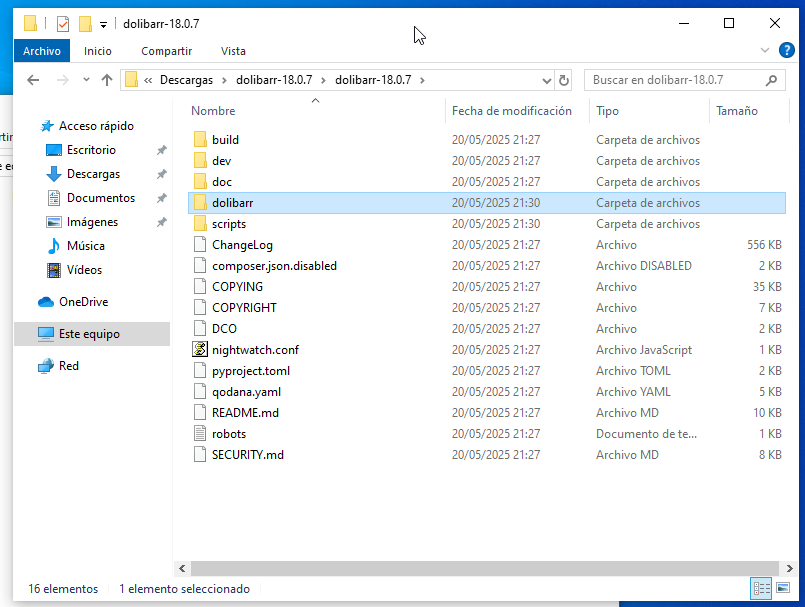 dolibarr-18.0.7
Archivo Inicio Compartir Vista
« Descargas › dolibarr-18.0.7 › dolibarr-18.0.7 › Buscar en dolibarr-18.0.7
Nombre Fecha de modificación Tipo Tamaño
Acceso rápido
Escritorio
Descargas
Documentos
Imágenes
Música
Vídeos
OneDrive
Este equipo
Red
build 20/05/2025 21:27 Carpeta de archivos
dev 20/05/2025 21:27 Carpeta de archivos
doc 20/05/2025 21:27 Carpeta de archivos
dolibarr 20/05/2025 21:30 Carpeta de archivos
scripts 20/05/2025 21:30 Carpeta de archivos
ChangeLog 20/05/2025 21:27 Archivo 556 KB
composer.json.disabled 20/05/2025 21:27 Archivo DISABLED 2 KB
COPYING 20/05/2025 21:27 Archivo 35 KB
COPYRIGHT 20/05/2025 21:27 Archivo 7 KB
DCO 20/05/2025 21:27 Archivo 2 KB
nightwatch.conf 20/05/2025 21:27 Archivo JavaScript 1 KB
pyproject.toml 20/05/2025 21:27 Archivo TOML 2 KB
qodana.yaml 20/05/2025 21:27 Archivo YAML 5 KB
README.md 20/05/2025 21:27 Archivo MD 10 KB
robots 20/05/2025 21:27 Documento de te... 1 KB
SECURITY.md 20/05/2025 21:27 Archivo MD 8 KB
16 elementos 1 elemento seleccionado